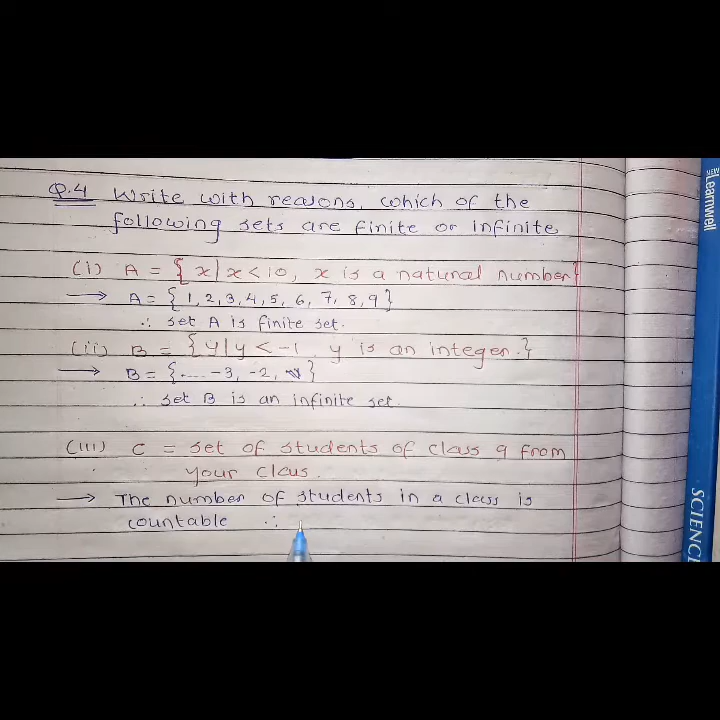 Q.4 Write with reasons, which of the
following sets are finite or infinite
(i) A = { x | x < 10, x is a natural number}
→ A = { 1, 2, 3, 4, 5, 6, 7, 8, 9 }
∴ set A is finite set.
(ii) B = { y | y < -1, y is an integer. }
→ B = { .... -3, -2, }
∴ set B is an infinite set.
(iii) C = set of students of class 9 from
your class.
→ The number of students in a class is
countable ∴
NEW Learnwell
SCIENC